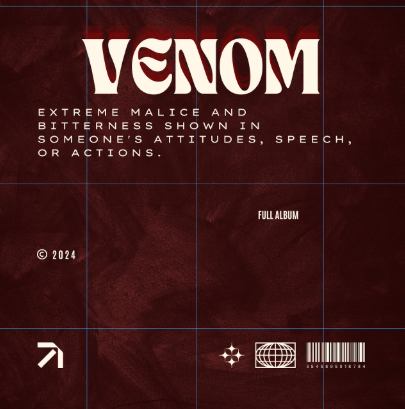 VENOM
EXTREME MALICE AND
BITTERNESS SHOWN IN
SOMEONE'S ATTITUDES, SPEECH,
OR ACTIONS.
FULL ALBUM
© 2024